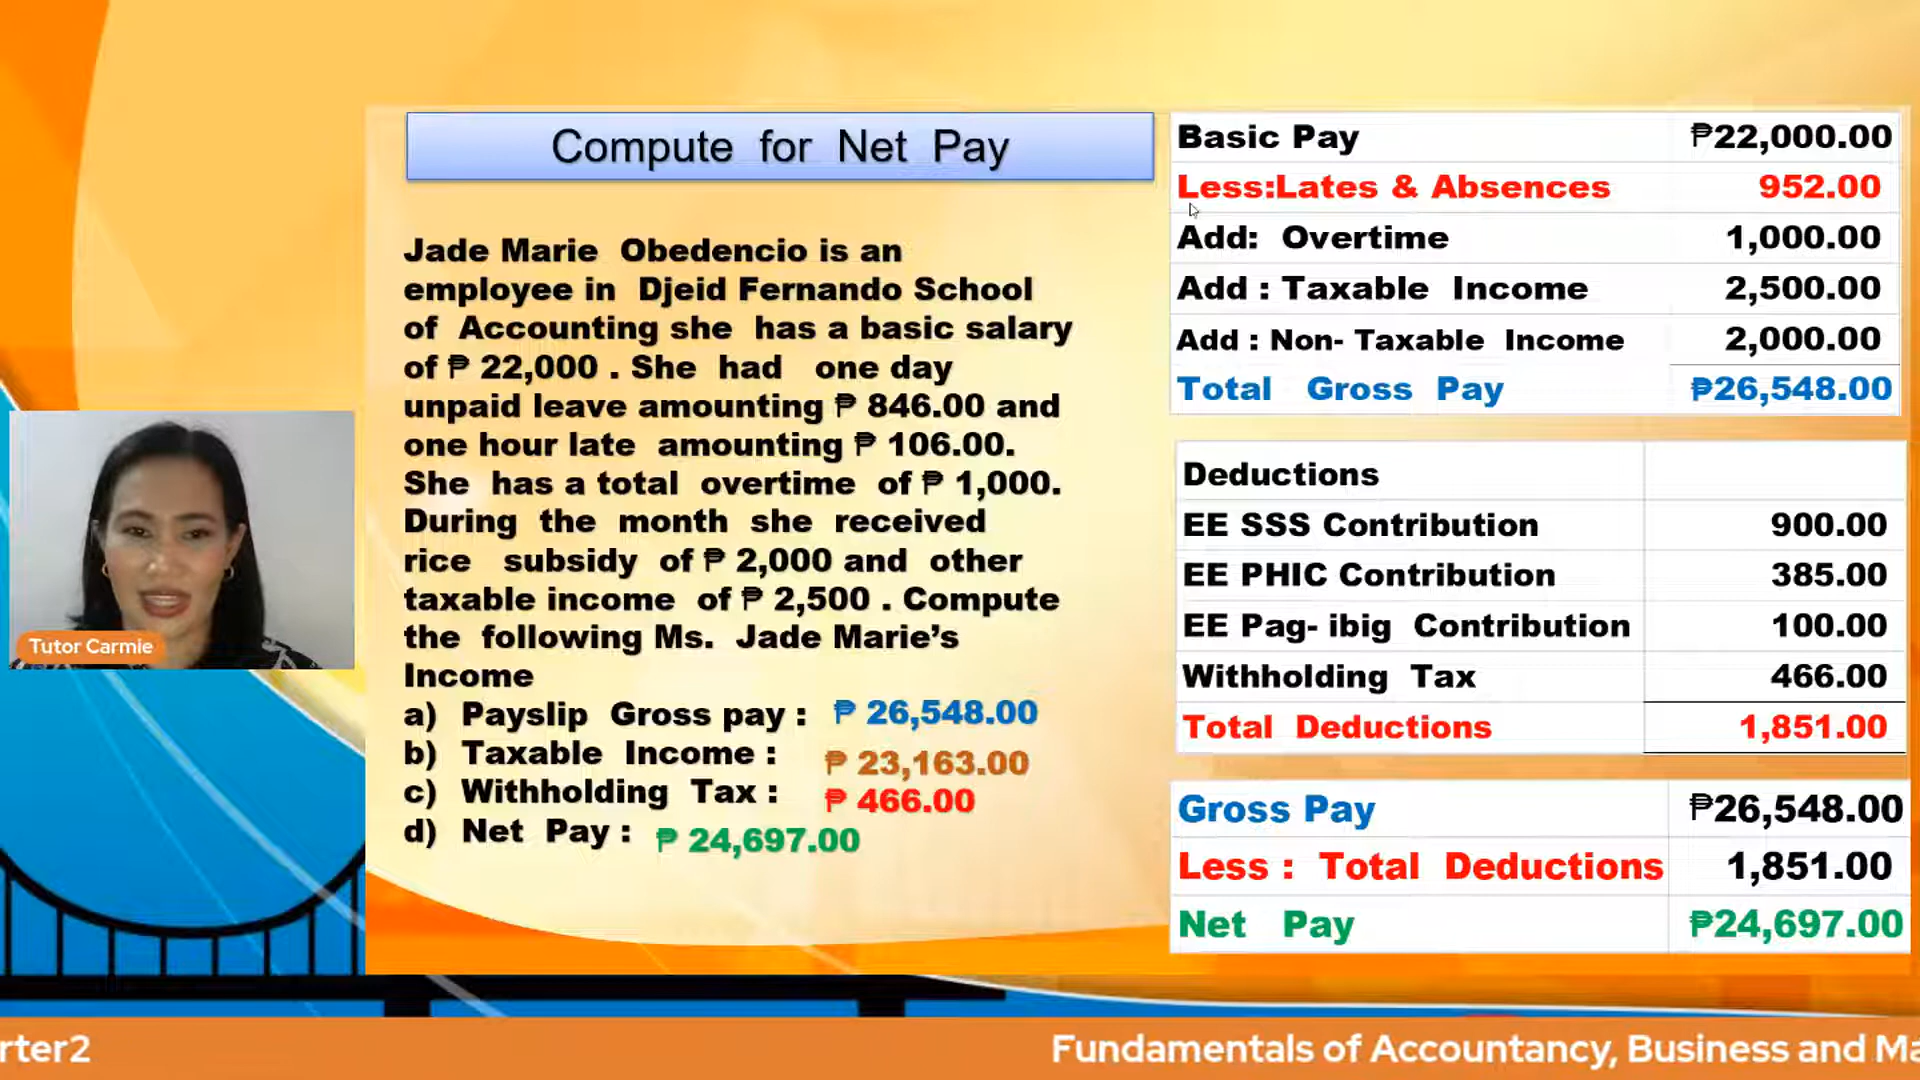 Compute for Net Pay
Jade Marie Obedencio is an
employee in Djeid Fernando School
of Accounting she has a basic salary
of ₱ 22,000 . She had one day
unpaid leave amounting ₱ 846.00 and
one hour late amounting ₱ 106.00.
She has a total overtime of ₱ 1,000.
During the month she received
rice subsidy of ₱ 2,000 and other
taxable income of ₱ 2,500 . Compute
the following Ms. Jade Marie’s
Income
a) Payslip Gross pay : ₱ 26,548.00
b) Taxable Income : ₱ 23,163.00
c) Withholding Tax : ₱ 466.00
d) Net Pay : ₱ 24,697.00
Basic Pay ₱22,000.00
Less:Lates & Absences 952.00
Add: Overtime 1,000.00
Add : Taxable Income 2,500.00
Add : Non- Taxable Income 2,000.00
Total Gross Pay ₱26,548.00
Deductions
EE SSS Contribution 900.00
EE PHIC Contribution 385.00
EE Pag- ibig Contribution 100.00
Withholding Tax 466.00
Total Deductions 1,851.00
Gross Pay ₱26,548.00
Less : Total Deductions 1,851.00
Net Pay ₱24,697.00
Tutor Carmie
rter2
Fundamentals of Accountancy, Business and Ma